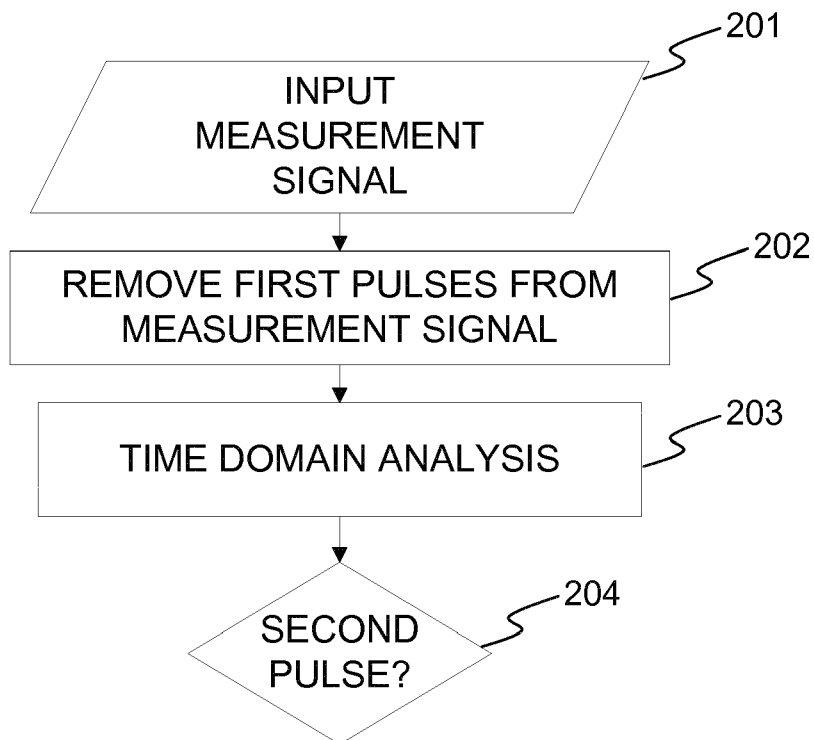 201
INPUT
MEASUREMENT
SIGNAL
202
REMOVE FIRST PULSES FROM
MEASUREMENT SIGNAL
203
TIME DOMAIN ANALYSIS
204
SECOND
PULSE?